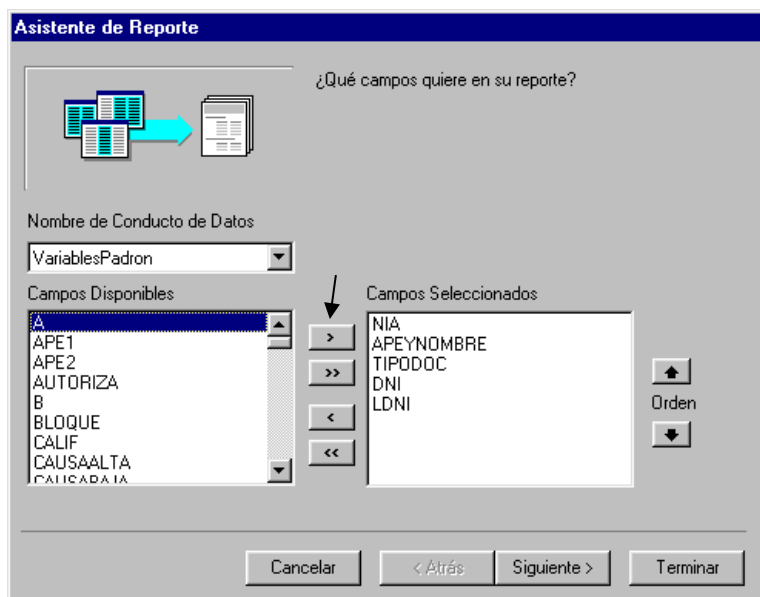 Asistente de Reporte
¿Qué campos quiere en su reporte?
Nombre de Conducto de Datos
VariablesPadron
Campos Disponibles
Campos Seleccionados
A
APE1
APE2
AUTORIZA
B
BLOQUE
CALIF
CAUSAALTA
CAUSABAJA
>
>>
<
<<
NIA
APEYNOMBRE
TIPODOC
DNI
LDNI
Orden
Cancelar
< Atrás
Siguiente >
Terminar